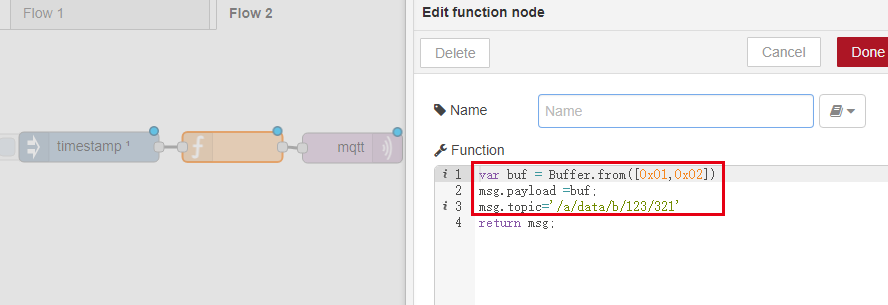 Flow 1
Flow 2
Edit function node
Delete
Cancel
Done
timestamp ¹
f
mqtt
Name
Name
Function
i 1 var buf = Buffer.from([0x01,0x02])
2 msg.payload =buf;
i 3 msg.topic='/a/data/b/123/321'
4 return msg;